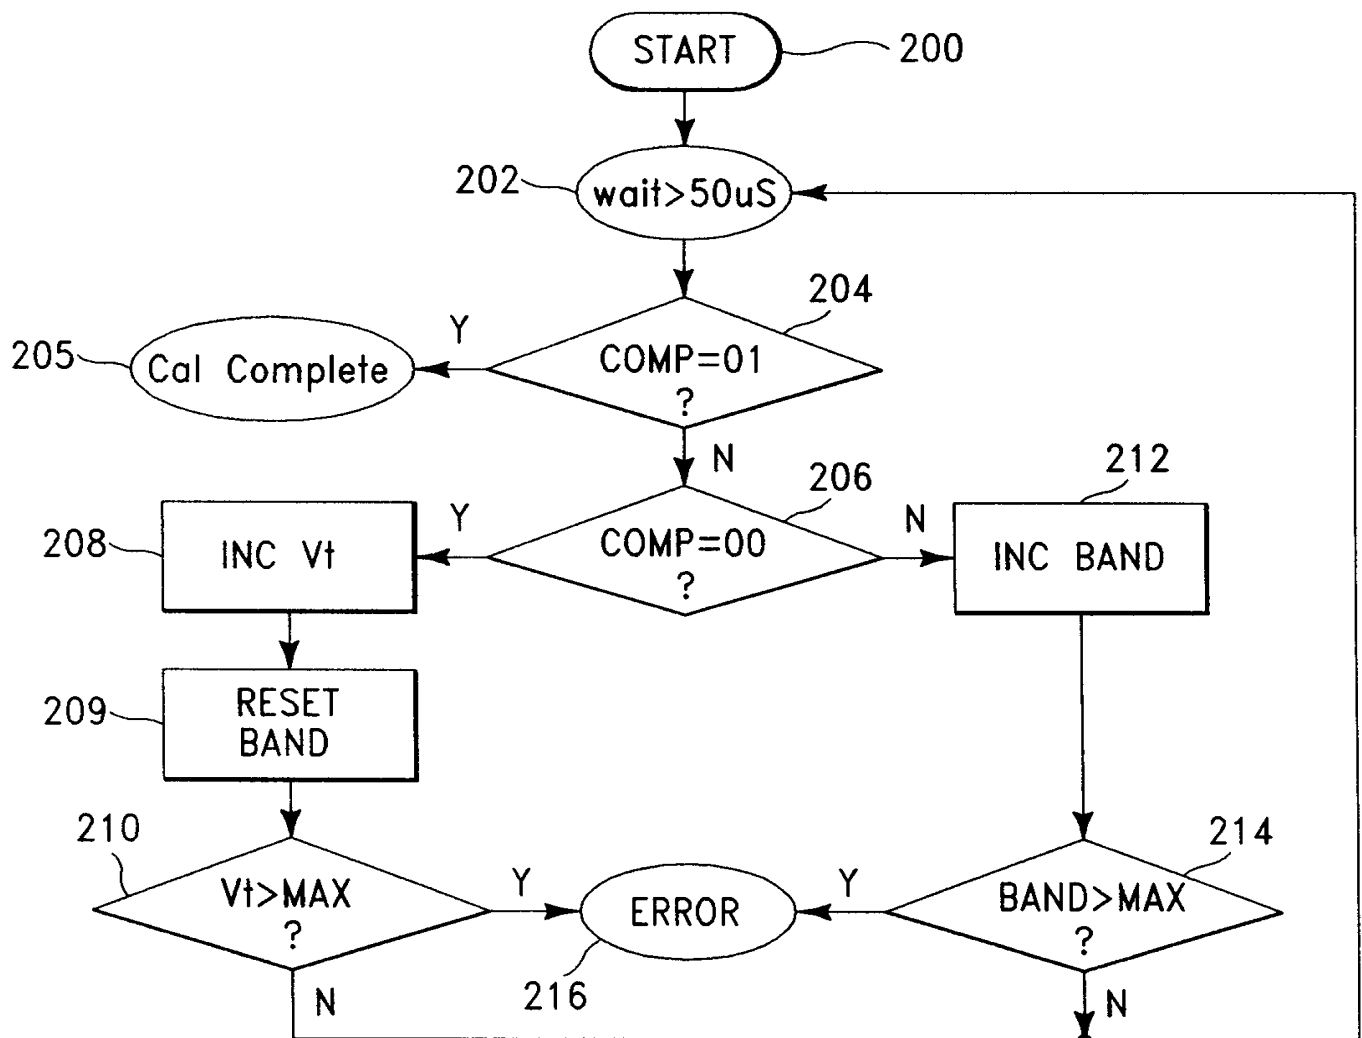 START
200
202
wait>50uS
204
COMP=01
?
Y
205
Cal Complete
N
206
COMP=00
?
Y
N
212
208
INC Vt
INC BAND
209
RESET
BAND
210
Vt>MAX
?
Y
ERROR
216
Y
214
BAND>MAX
?
N
N